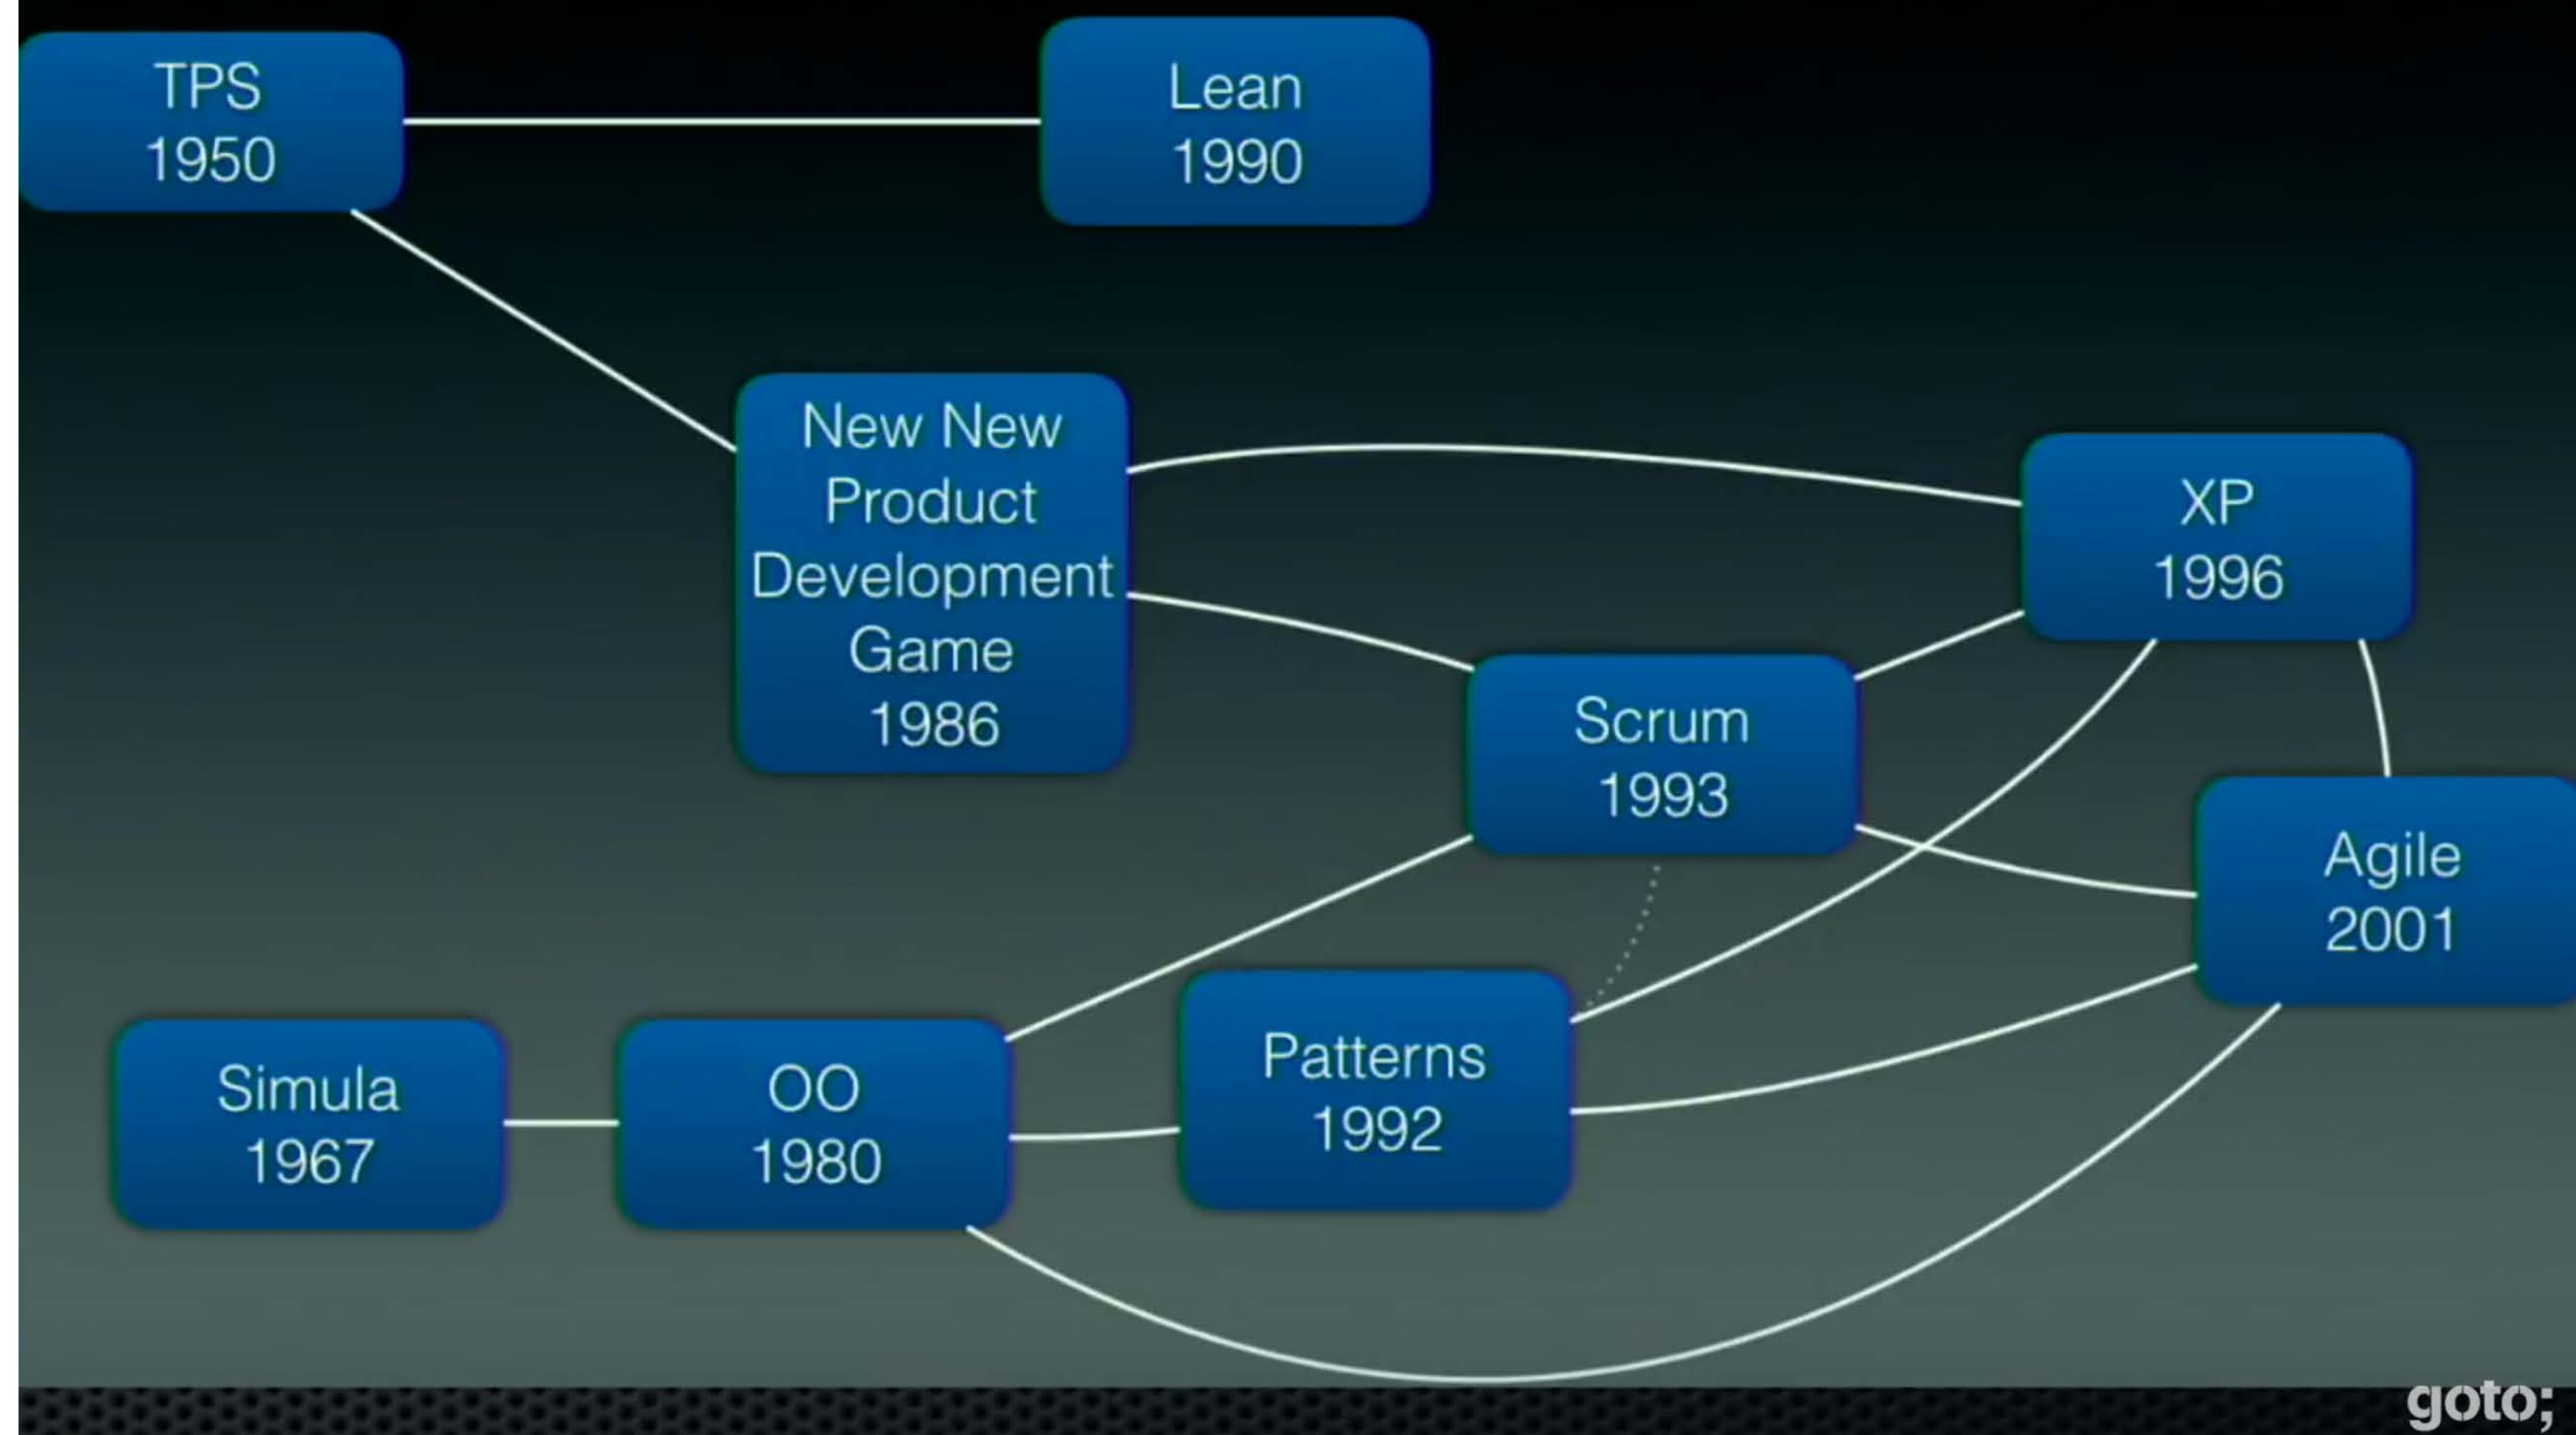 TPS
1950
Lean
1990
New New
Product
Development
Game
1986
XP
1996
Scrum
1993
Agile
2001
Simula
1967
OO
1980
Patterns
1992
goto;